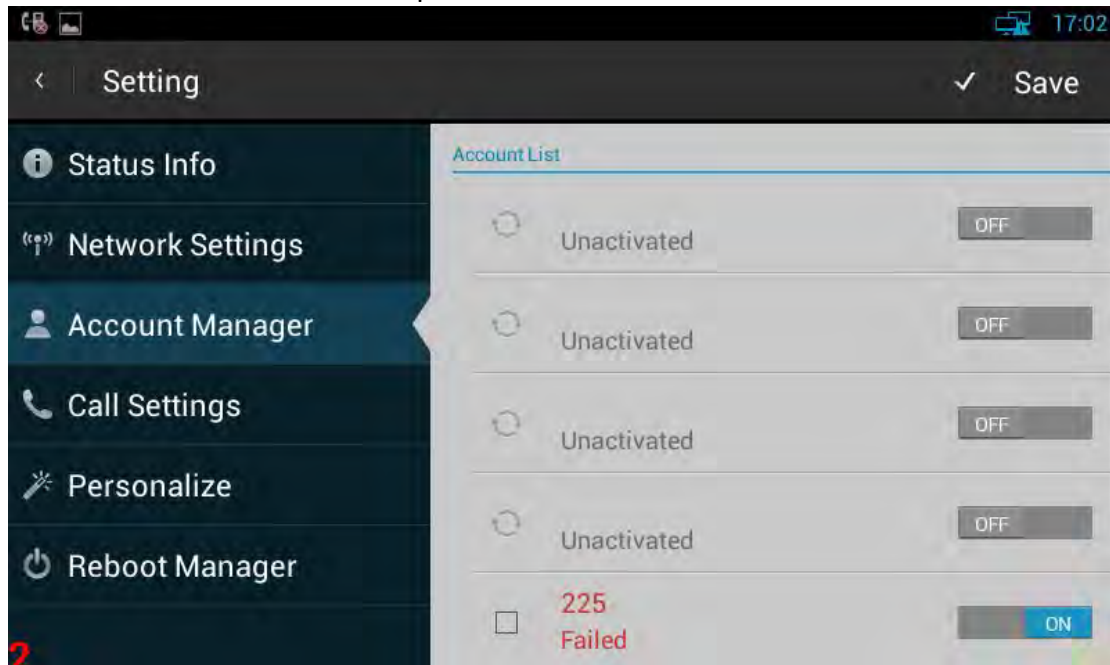 17:02
Setting
Save
Status Info
Network Settings
Account Manager
Call Settings
Personalize
Reboot Manager
2
Account List
Unactivated
OFF
Unactivated
OFF
Unactivated
OFF
Unactivated
OFF
225
Failed
ON